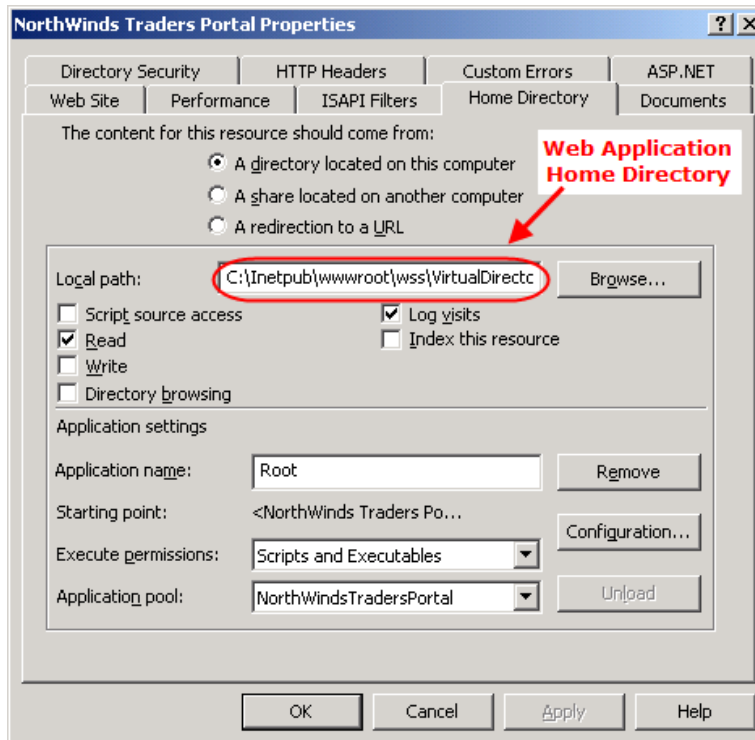 NorthWinds Traders Portal Properties
Directory Security HTTP Headers Custom Errors ASP.NET
Web Site Performance ISAPI Filters Home Directory Documents
The content for this resource should come from:
A directory located on this computer
A share located on another computer
A redirection to a URL
Web Application
Home Directory
Local path: C:\Inetpub\wwwroot\wss\VirtualDirectc Browse...
Script source access Log visits
Read Index this resource
Write
Directory browsing
Application settings
Application name: Root Remove
Starting point: <NorthWinds Traders Po...
Configuration...
Execute permissions: Scripts and Executables
Application pool: NorthWindsTradersPortal Unload
OK Cancel Apply Help